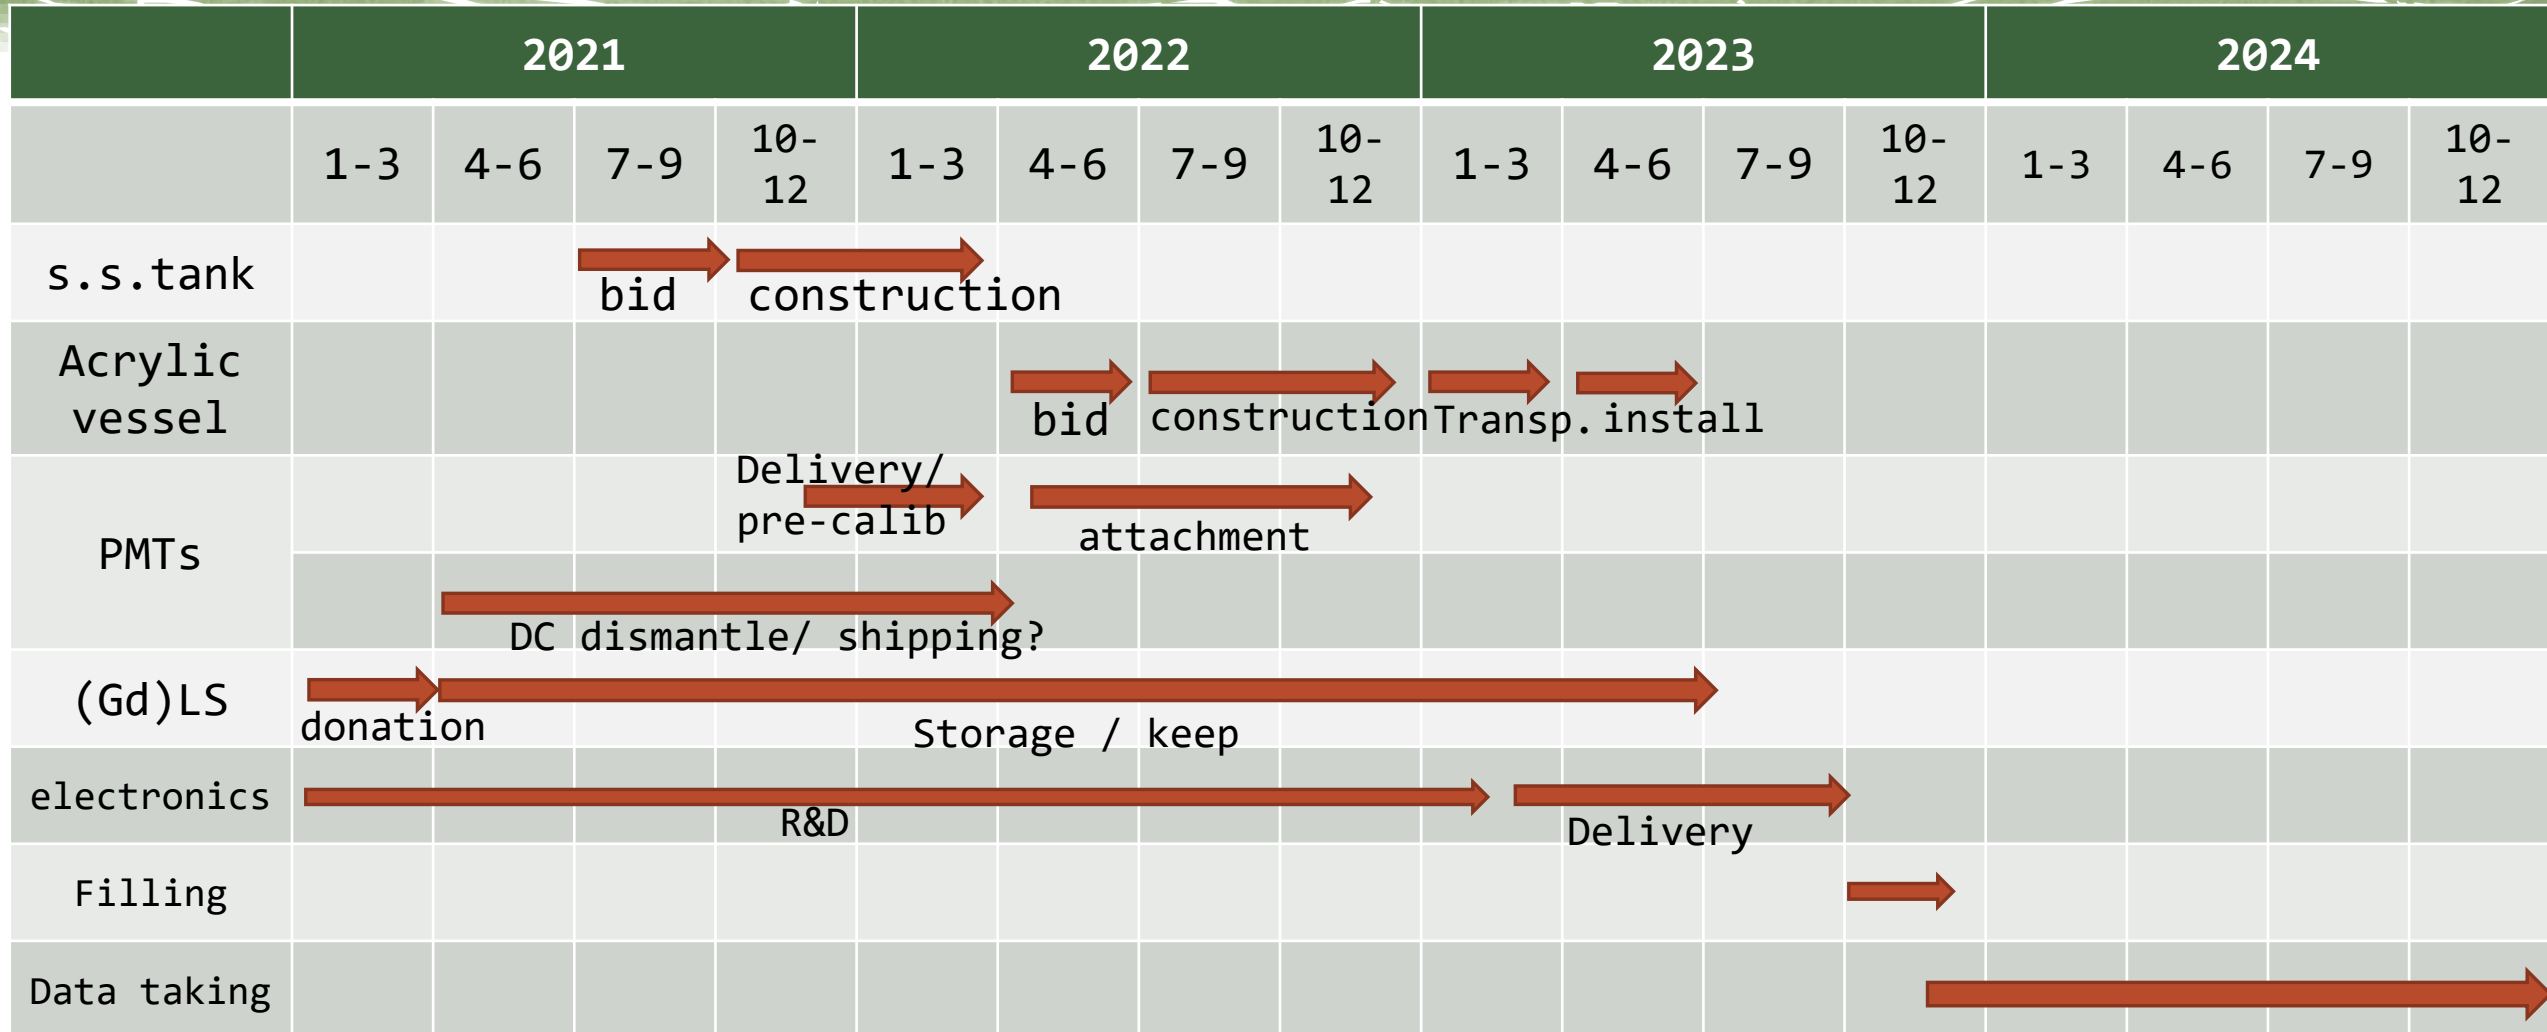 2021 2022 2023 2024
1-3 4-6 7-9 10-12 1-3 4-6 7-9 10-12 1-3 4-6 7-9 10-12 1-3 4-6 7-9 10-12
s.s.tank
bid construction
Acrylic
vessel
bid construction Transp. install
PMTs
Delivery/
pre-calib
attachment
DC dismantle/ shipping?
(Gd)LS
donation Storage / keep
electronics
R&D Delivery
Filling
Data taking